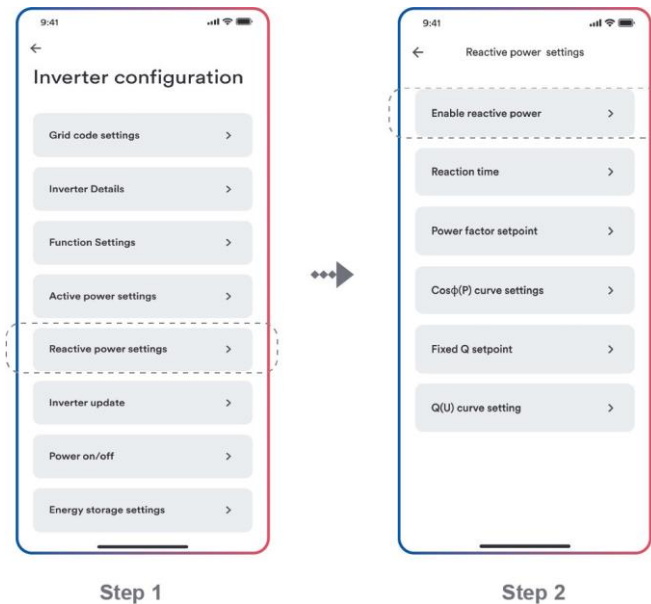 9:41
Inverter configuration
Grid code settings
Inverter Details
Function Settings
Active power settings
Reactive power settings
Inverter update
Power on/off
Energy storage settings
Step 1
9:41
Reactive power settings
Enable reactive power
Reaction time
Power factor setpoint
Cosϕ(P) curve settings
Fixed Q setpoint
Q(U) curve setting
Step 2